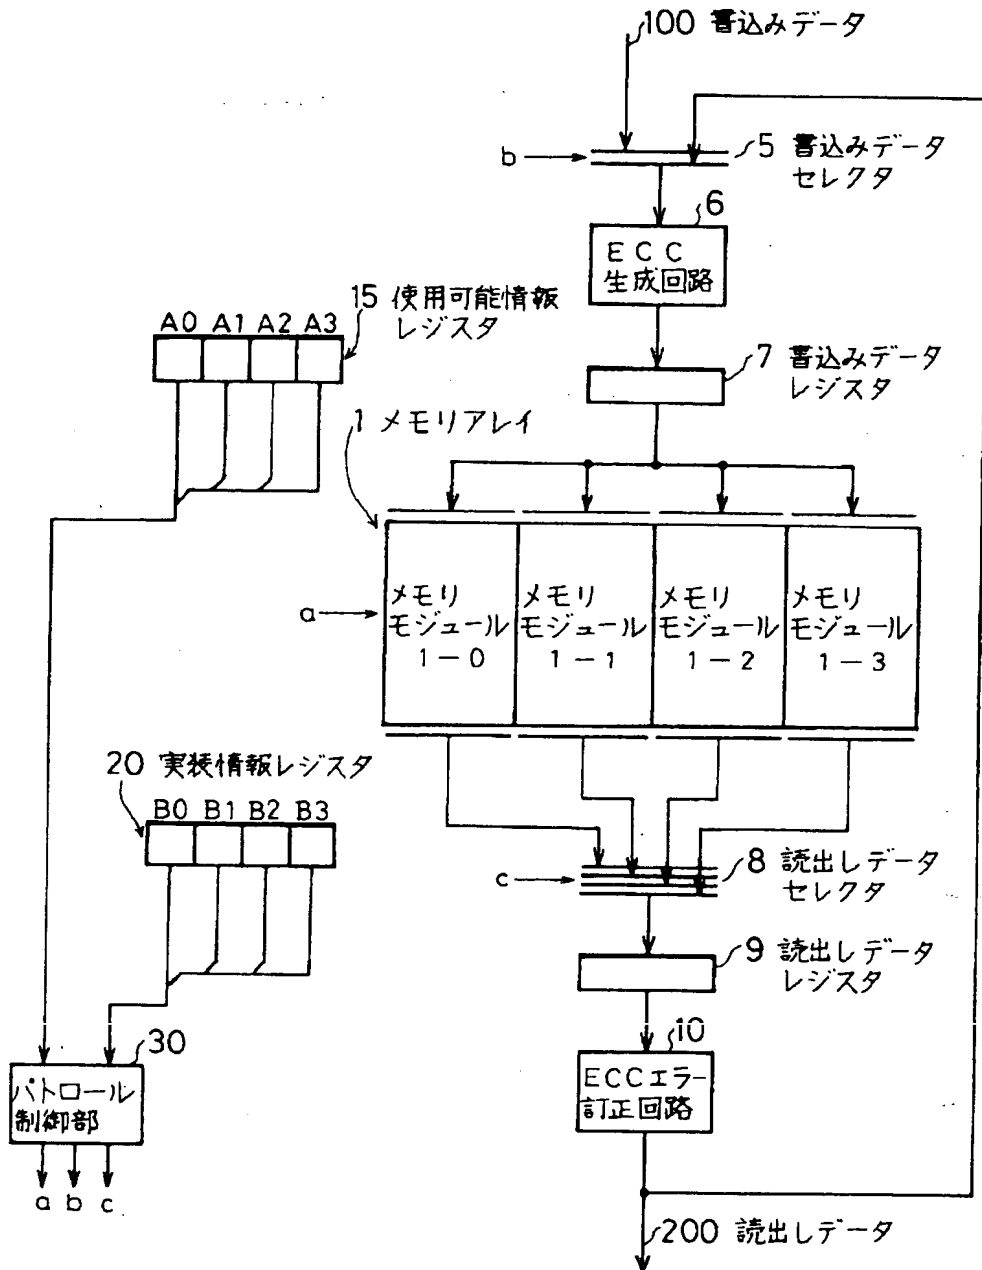 100 書込みデータ
b
5 書込みデータ
セレクタ
6
ECC
生成回路
15 使用可能情報
レジスタ
A0 A1 A2 A3
7 書込みデータ
レジスタ
1 メモリアレイ
a
メモリ
モジュール
1-0
メモリ
モジュール
1-1
メモリ
モジュール
1-2
メモリ
モジュール
1-3
20 実装情報レジスタ
B0 B1 B2 B3
c
8 読出しデータ
セレクタ
9 読出しデータ
レジスタ
10
ECCエラー
訂正回路
30
パトロール
制御部
a b c
200 読出しデータ